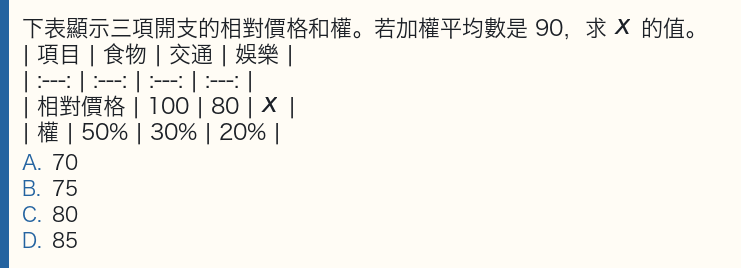 下表顯示三項開支的相對價格和權。若加權平均數是 90，求 x 的值。
| 項目 | 食物 | 交通 | 娛樂 |
| :---: | :---: | :---: | :---: |
| 相對價格 | 100 | 80 | x |
| 權 | 50% | 30% | 20% |
A. 70
B. 75
C. 80
D. 85